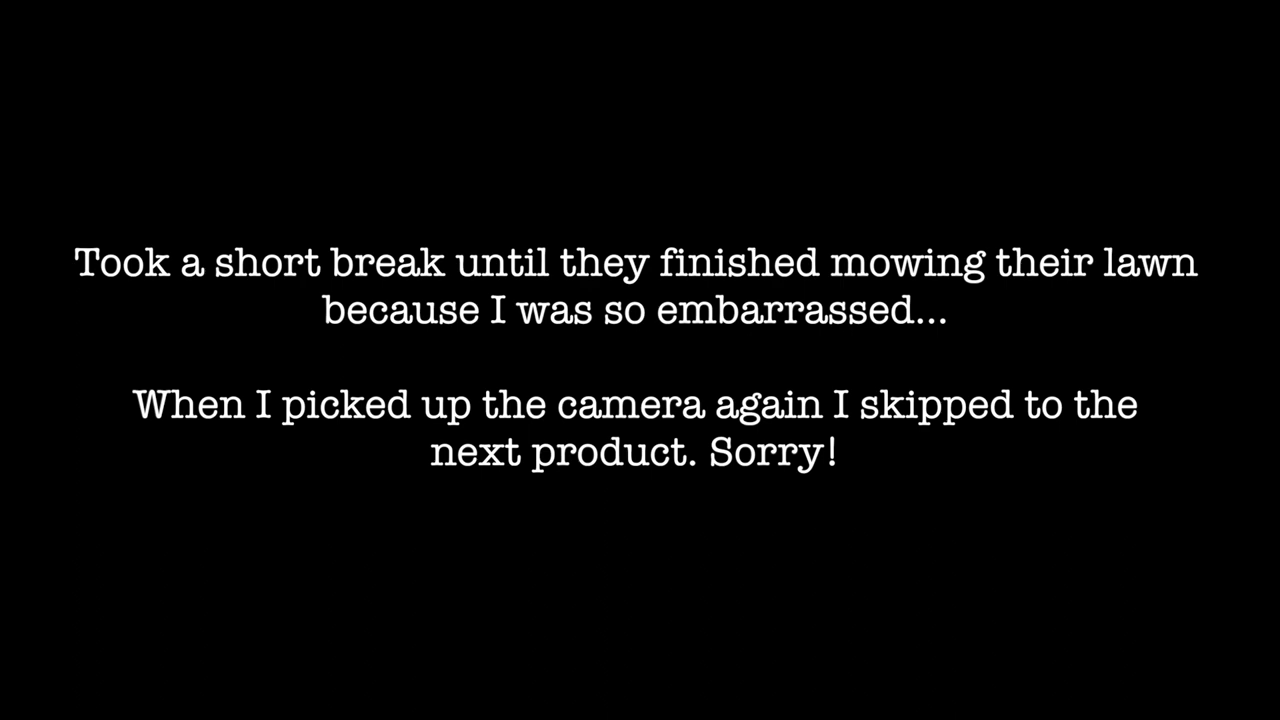 Took a short break until they finished mowing their lawn
because I was so embarrassed...
When I picked up the camera again I skipped to the
next product. Sorry!